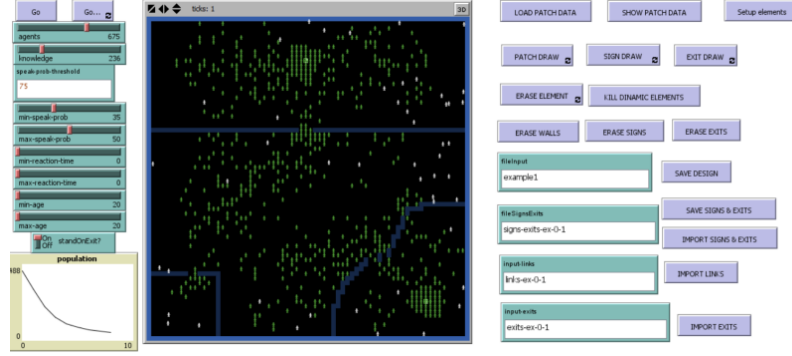 Go
Go...
agents 675
knowledge 236
speak-prob-threshold
75
min-speak-prob 35
max-speak-prob 50
min-reaction-time 0
max-reaction-time 0
min-age 20
max-age 20
On
Off
standOnExit?
population
0
0 10
ticks: 1
3D
LOAD PATCH DATA
SHOW PATCH DATA
Setup elements
PATCH DRAW
SIGN DRAW
EXIT DRAW
ERASE ELEMENT
KILL DINAMIC ELEMENTS
ERASE WALLS
ERASE SIGNS
ERASE EXITS
fileInput
example1
SAVE DESIGN
fileSignsExits
signs-exits-ex-0-1
SAVE SIGNS & EXITS
IMPORT SIGNS & EXITS
input-links
links-ex-0-1
IMPORT LINKS
input-exits
exits-ex-0-1
IMPORT EXITS